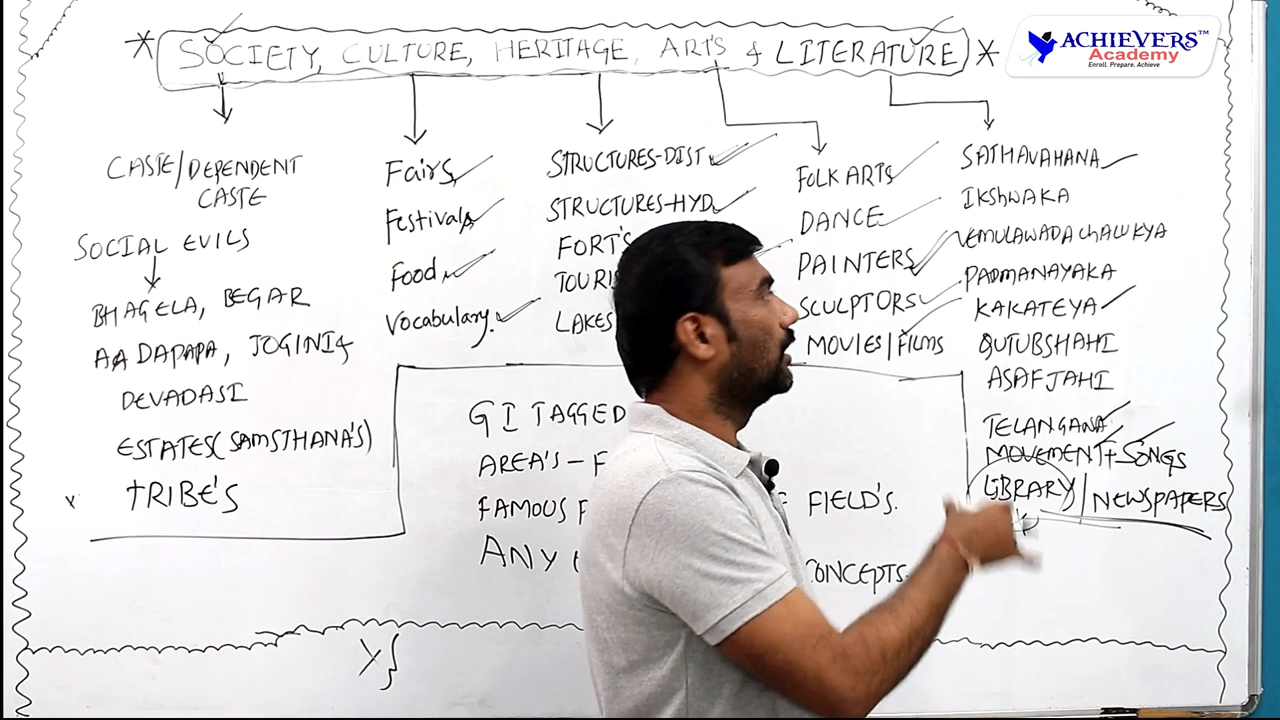 * SOCIETY, CULTURE, HERITAGE, ARTS & LITERATURE *
ACHIEVERS™
Academy
Enroll. Prepare. Achieve
CASTE/DEPENDENT
CASTE
SOCIAL EVILS
BHAGELA, BEGAR
DAPAPA, JOGINI &
DEVADASI
ESTATES(SAMSTHANA'S)
TRIBE'S
Fairs
Festivals
Food
Vocabulary
STRUCTURES-DIST
STRUCTURES-HYD
FORT'S
TOURI
LAKES
FOLK ARTS
DANCE
PAINTERS
SCULPTORS
MOVIES/FILMS
SATHAVAHANA
IKSHWAKA
VEMULAWADA CHALUKYA
PADMANAYAKA
KAKATEYA
QUTUBSHAHI
ASAFJAHI
TELANGANA
MOVEMENT+SONGS
LIBRARY/NEWSPAPERS
GI TAGGED
AREA'S - F
FAMOUS FIELD'S.
ANY CONCEPTS